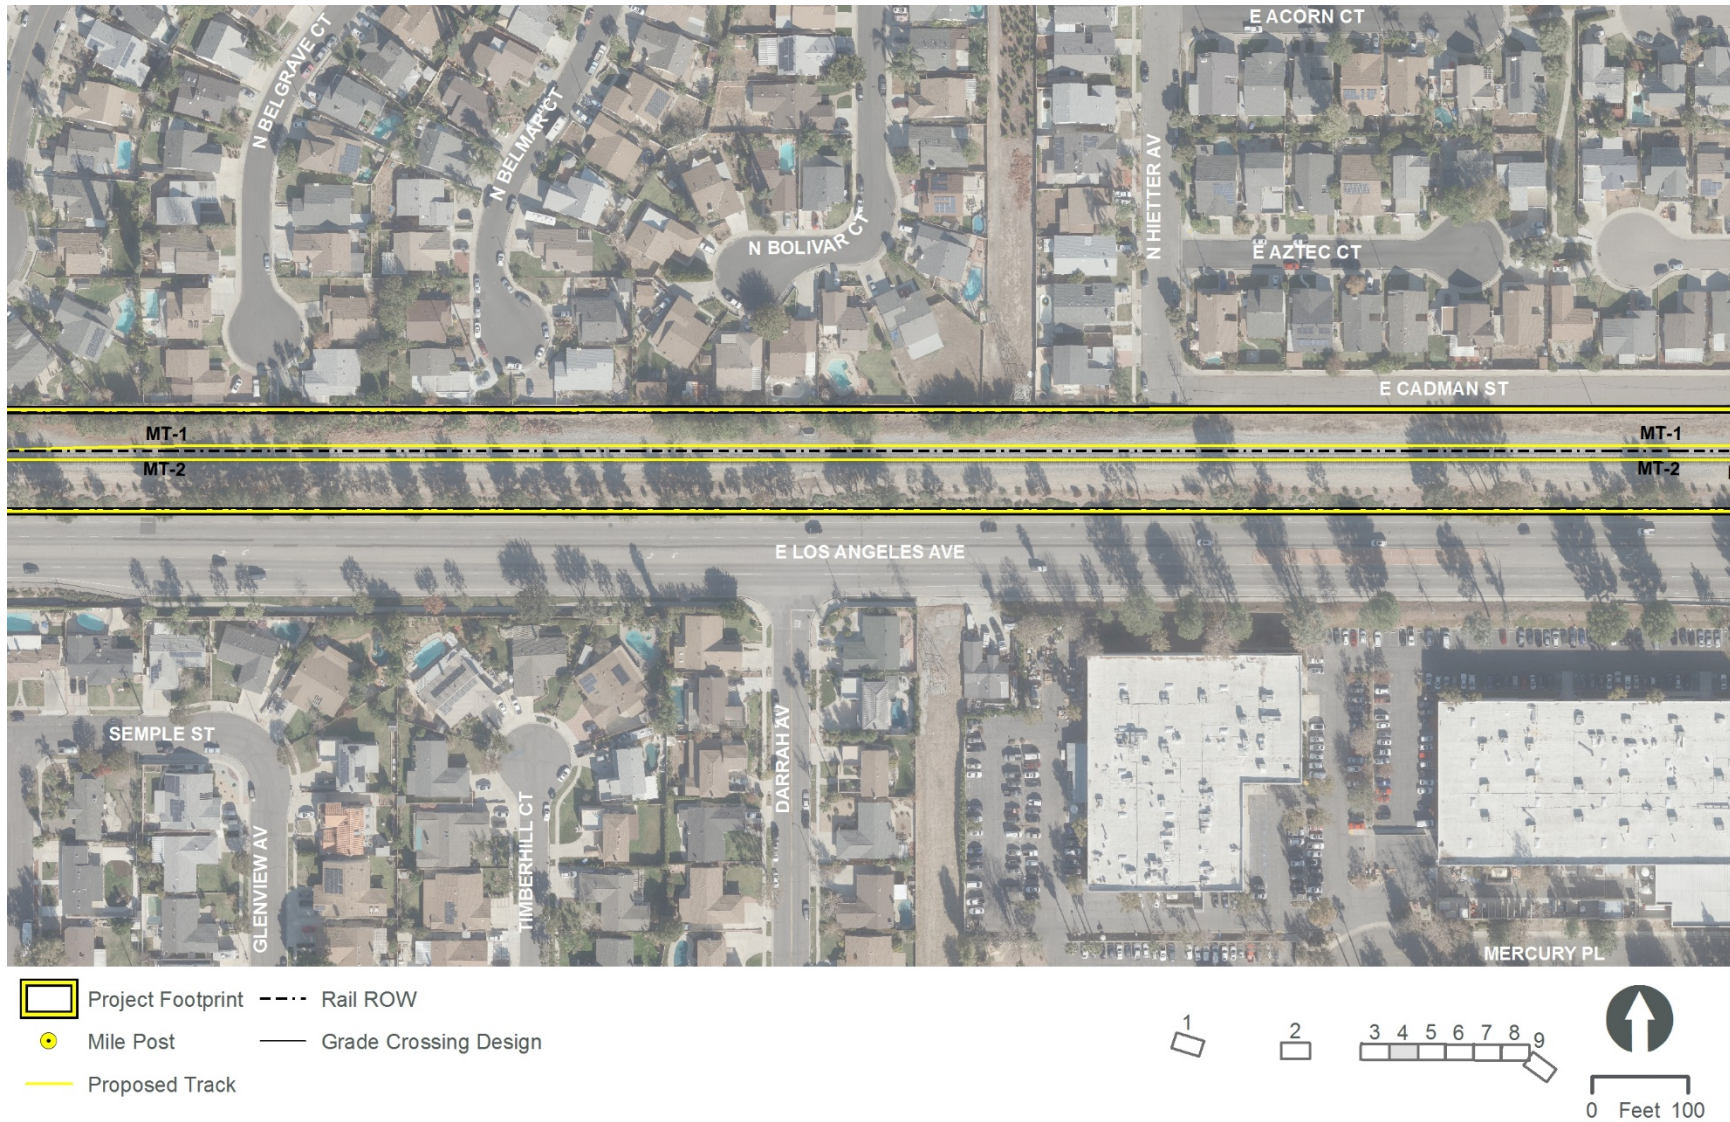 E ACORN CT
N BELGRAVE CT
N BELMAR CT
N BOLIVAR CT
N HIETTER AV
E AZTEC CT
E CADMAN ST
MT-1
MT-1
MT-2
MT-2
E LOS ANGELES AVE
SEMPLE ST
DARRAH AV
GLENVIEW AV
TIMBERHILL CT
MERCURY PL
Project Footprint
Rail ROW
Mile Post
Grade Crossing Design
Proposed Track
1
2
3 4 5 6 7 8 9
0 Feet 100